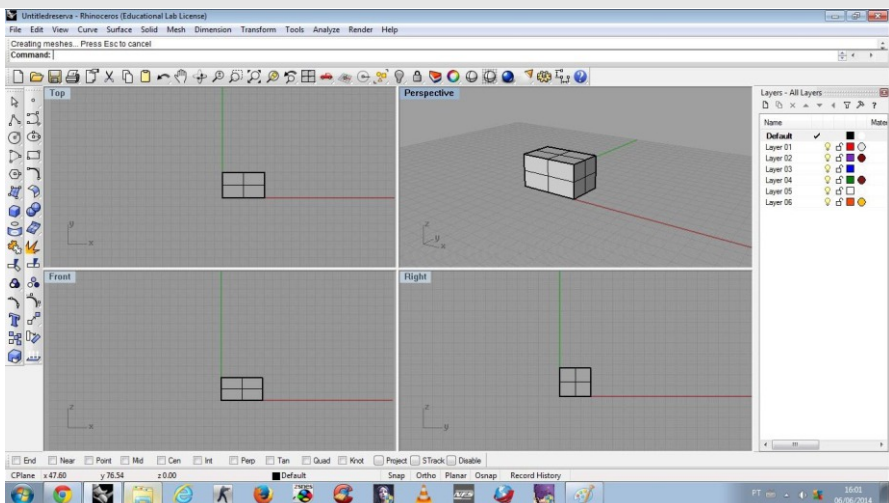 Untitledreserva - Rhinoceros (Educational Lab License)
File Edit View Curve Surface Solid Mesh Dimension Transform Tools Analyze Render Help
Creating meshes... Press Esc to cancel
Command:
Top
Perspective
Layers - All Layers
Name Mate
Default
Layer 01
Layer 02
Layer 03
Layer 04
Layer 05
Layer 06
y
x
z
y
x
Front
Right
z
x
z
y
End Near Point Mid Cen Int Perp Tan Quad Knot Project STrack Disable
CPlane x 47.60 y 76.54 z 0.00 Default Snap Ortho Planar Osnap Record History
PT 16:01
06/06/2014